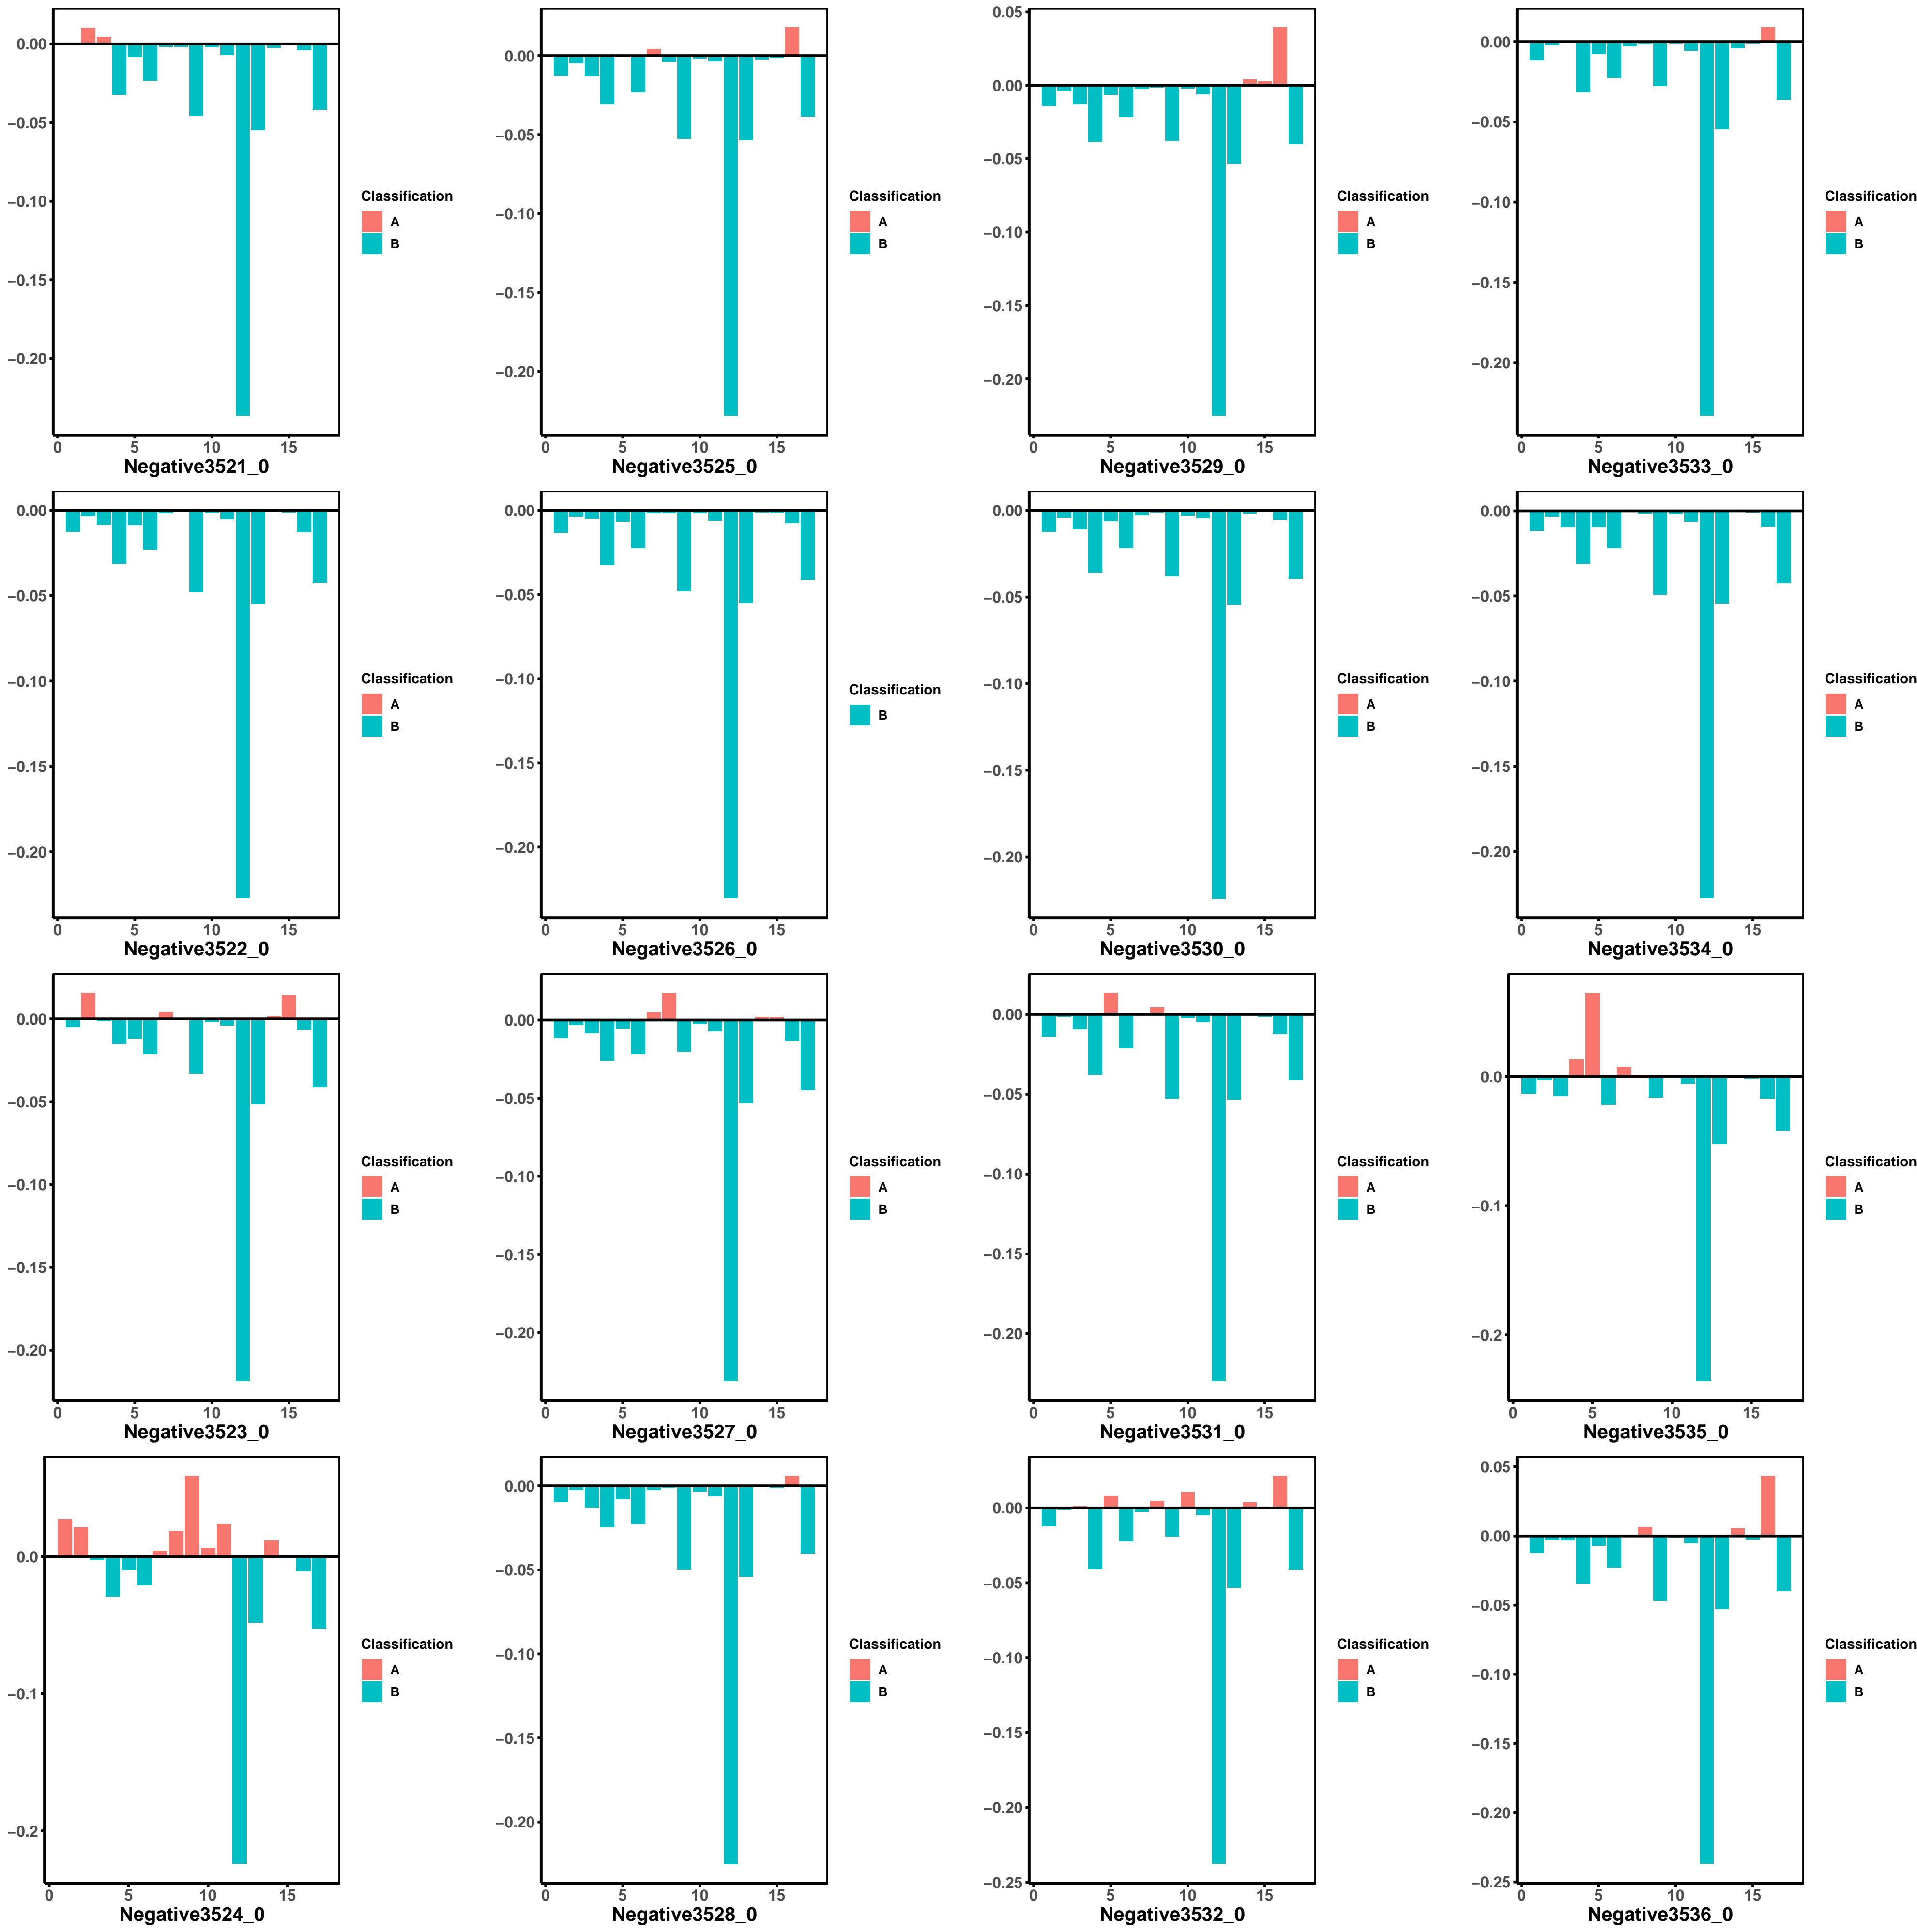 0.00
−0.05
−0.10
−0.15
−0.20
0 5 10 15
Negative3521_0
Classification
A
B
0.00
−0.05
−0.10
−0.15
−0.20
0 5 10 15
Negative3525_0
Classification
A
B
0.05
0.00
−0.05
−0.10
−0.15
−0.20
0 5 10 15
Negative3529_0
Classification
A
B
0.00
−0.05
−0.10
−0.15
−0.20
0 5 10 15
Negative3533_0
Classification
A
B
0.00
−0.05
−0.10
−0.15
−0.20
0 5 10 15
Negative3522_0
Classification
A
B
0.00
−0.05
−0.10
−0.15
−0.20
0 5 10 15
Negative3526_0
Classification
B
0.00
−0.05
−0.10
−0.15
−0.20
0 5 10 15
Negative3530_0
Classification
A
B
0.00
−0.05
−0.10
−0.15
−0.20
0 5 10 15
Negative3534_0
Classification
A
B
0.00
−0.05
−0.10
−0.15
−0.20
0 5 10 15
Negative3523_0
Classification
A
B
0.00
−0.05
−0.10
−0.15
−0.20
0 5 10 15
Negative3527_0
Classification
A
B
0.00
−0.05
−0.10
−0.15
−0.20
0 5 10 15
Negative3531_0
Classification
A
B
0.0
−0.1
−0.2
0 5 10 15
Negative3535_0
Classification
A
B
0.0
−0.1
−0.2
0 5 10 15
Negative3524_0
Classification
A
B
0.00
−0.05
−0.10
−0.15
−0.20
0 5 10 15
Negative3528_0
Classification
A
B
0.00
−0.05
−0.10
−0.15
−0.20
−0.25
0 5 10 15
Negative3532_0
Classification
A
B
0.05
0.00
−0.05
−0.10
−0.15
−0.20
−0.25
0 5 10 15
Negative3536_0
Classification
A
B